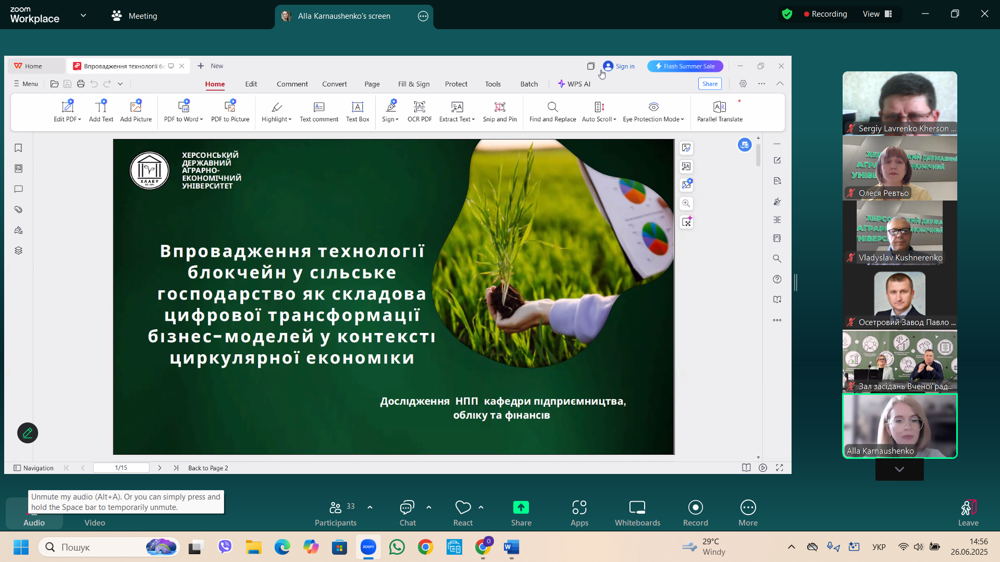 zoom
Workplace
Meeting
Alla Karnaushenko's screen
Recording
View
Home
Впровадження технології бл
New
Sign in
Flash Summer Sale
Menu
Home
Edit
Comment
Convert
Page
Fill & Sign
Protect
Tools
Batch
WPS AI
Share
Edit PDF
Add Text
Add Picture
PDF to Word
PDF to Picture
Highlight
Text comment
Text Box
Sign
OCR PDF
Extract Text
Snip and Pin
Find and Replace
Auto Scroll
Eye Protection Mode
Parallel Translate
ХДАЕУ
ХЕРСОНСЬКИЙ
ДЕРЖАВНИЙ
АГРАРНО-
ЕКОНОМІЧНИЙ
УНІВЕРСИТЕТ
Впровадження технології
блокчейн у сільське
господарство як складова
цифрової трансформації
бізнес-моделей у контексті
циркулярної економіки
Дослідження НПП кафедри підприємництва,
обліку та фінансів
Navigation
1/15
Back to Page 2
Sergiy Lavrenko Kherson ...
Олеся Ревтьо
Vladyslav Kushnerenko
Осетровий Завод Павло ...
Зал засідань Вченої рад...
Alla Karnaushenko
Unmute my audio (Alt+A). Or you can simply press and
hold the Space bar to temporarily unmute.
Audio
Video
Participants
33
Chat
React
Share
Apps
Whiteboards
Record
More
Leave
Пошук
zoom
0
29°C
Windy
УКР
14:56
26.06.2025